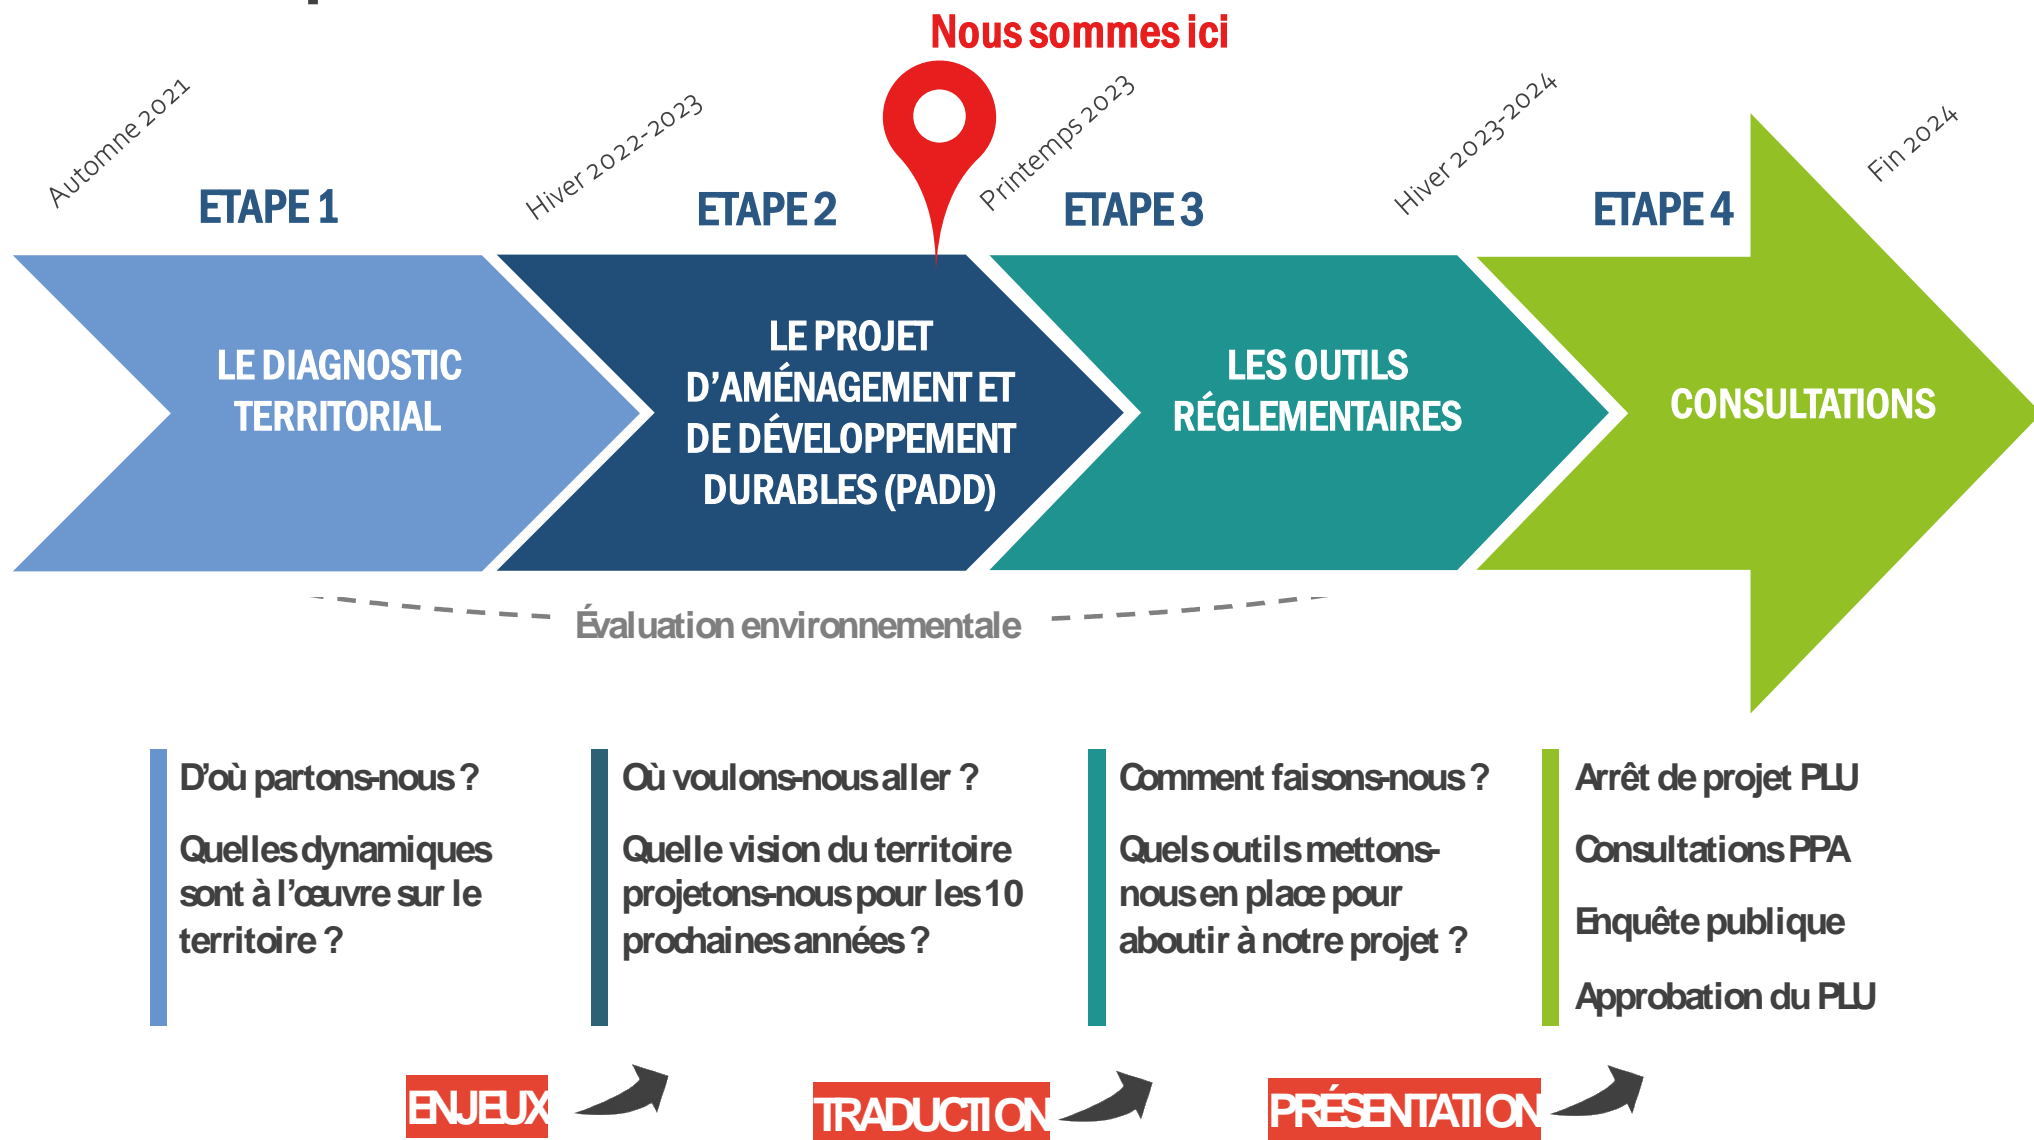 Nous sommes ici
Automne 2021
Hiver 2022-2023
Printemps 2023
Hiver 2023-2024
Fin 2024
ETAPE 1
ETAPE 2
ETAPE 3
ETAPE 4
LE DIAGNOSTIC
TERRITORIAL
LE PROJET
D’AMÉNAGEMENT ET
DE DÉVELOPPEMENT
DURABLES (PADD)
LES OUTILS
RÉGLEMENTAIRES
CONSULTATIONS
Évaluation environnementale
D’où partons-nous ?
Quelles dynamiques
sont à l’œuvre sur le
territoire ?
Où voulons-nous aller ?
Quelle vision du territoire
projetons-nous pour les 10
prochaines années ?
Comment faisons-nous ?
Quels outils mettons-
nous en place pour
aboutir à notre projet ?
Arrêt de projet PLU
Consultations PPA
Enquête publique
Approbation du PLU
ENJEUX
TRADUCTION
PRÉSENTATION